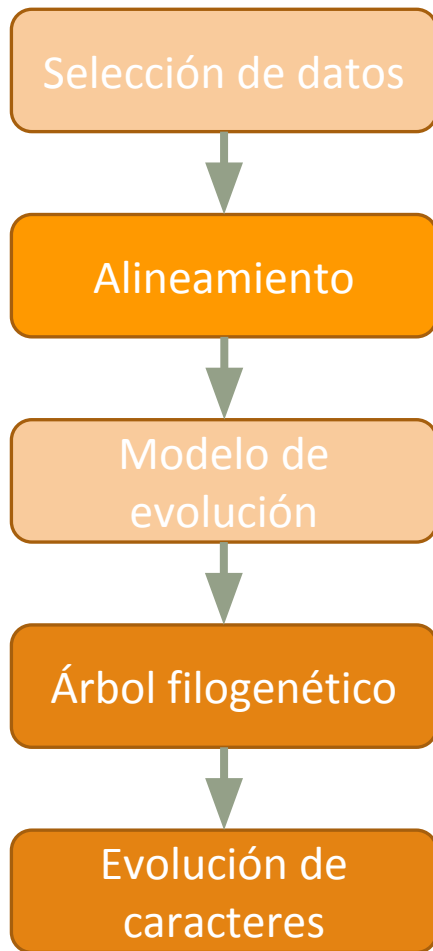 Selección de datos
Alineamiento
Modelo de
evolución
Árbol filogenético
Evolución de
caracteres